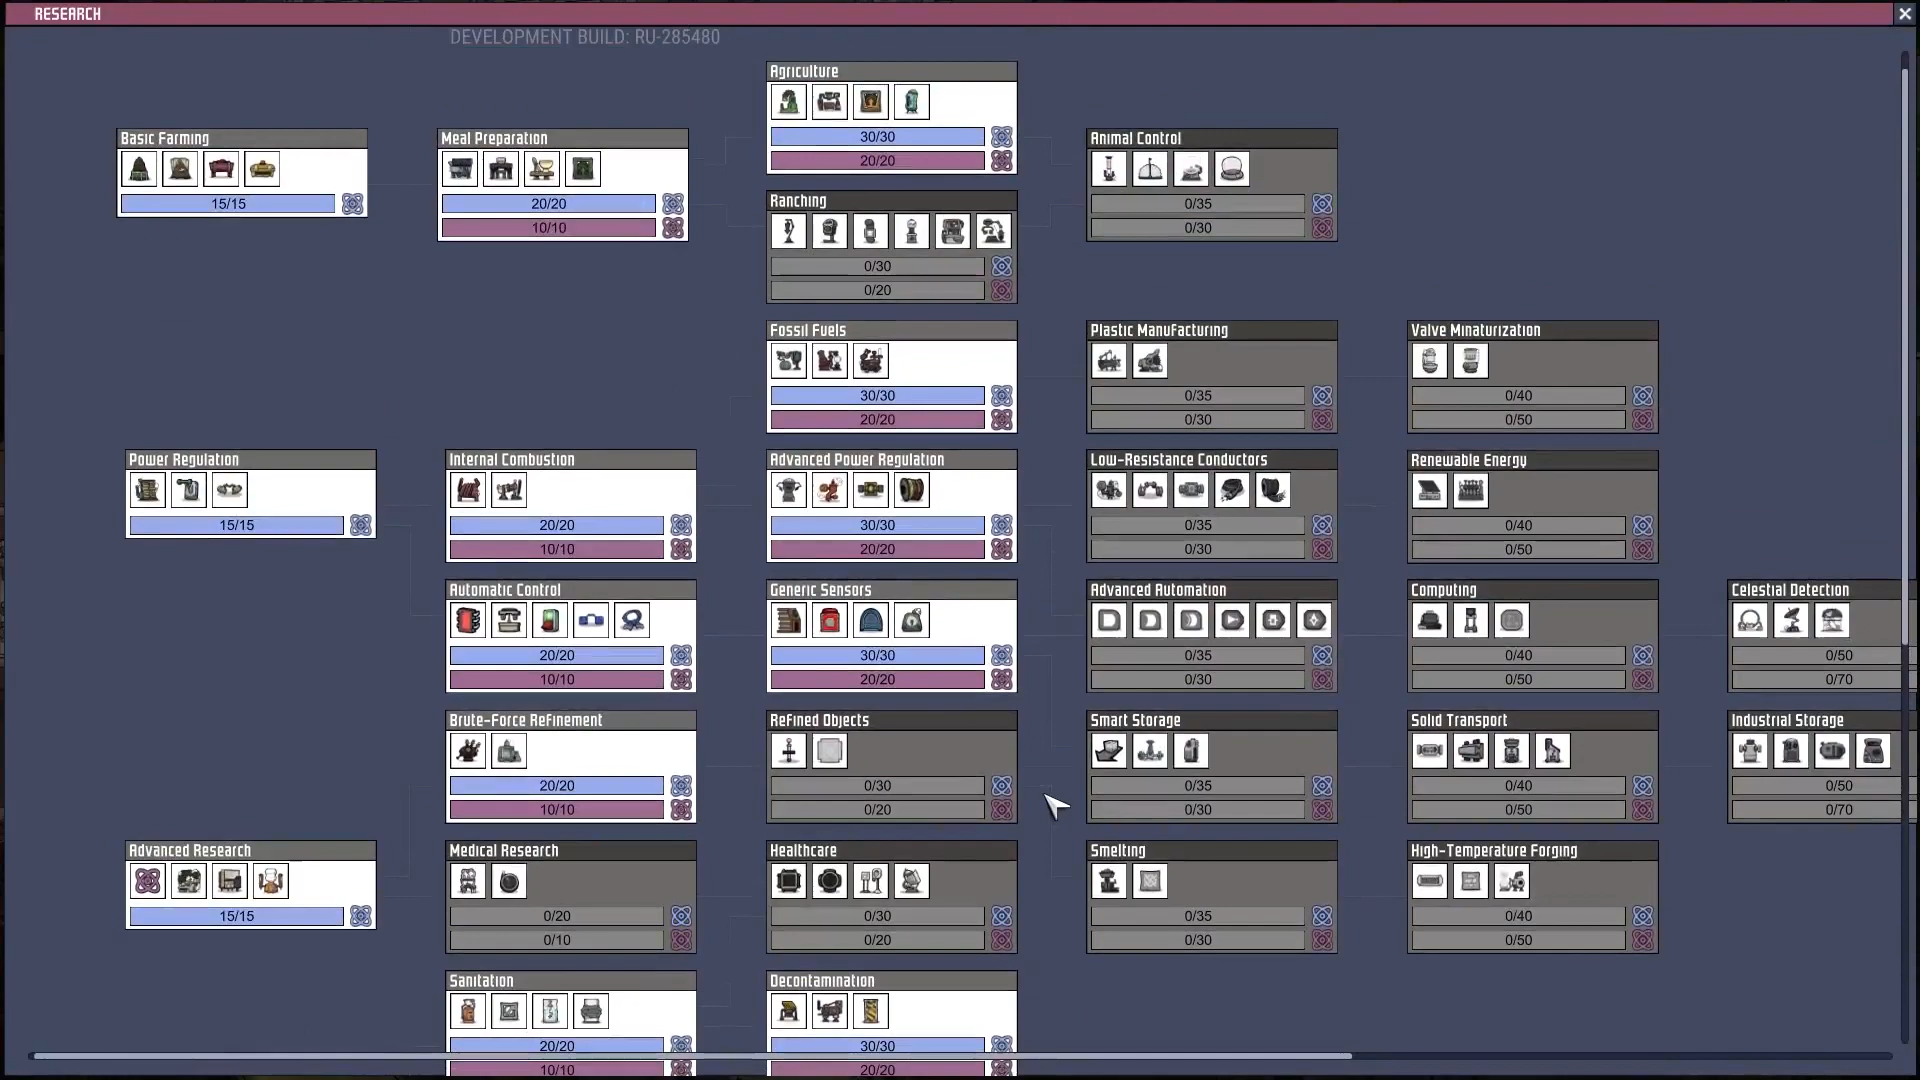 RESEARCH
DEVELOPMENT BUILD: RU-285480
Agriculture
30/30
20/20
Basic Farming
15/15
Meal Preparation
20/20
10/10
Animal Control
0/35
0/30
Ranching
0/30
0/20
Fossil Fuels
30/30
20/20
Plastic Manufacturing
0/35
0/30
Valve Minaturization
0/40
0/50
Power Regulation
15/15
Internal Combustion
20/20
10/10
Advanced Power Regulation
30/30
20/20
Low-Resistance Conductors
0/35
0/30
Renewable Energy
0/40
0/50
Automatic Control
20/20
10/10
Generic Sensors
30/30
20/20
Advanced Automation
0/35
0/30
Computing
0/40
0/50
Celestial Detection
0/50
0/70
Brute-Force Refinement
20/20
10/10
Refined Objects
0/30
0/20
Smart Storage
0/35
0/30
Solid Transport
0/40
0/50
Industrial Storage
0/50
0/70
Advanced Research
15/15
Medical Research
0/20
0/10
Healthcare
0/30
0/20
Smelting
0/35
0/30
High-Temperature Forging
0/40
0/50
Sanitation
20/20
10/10
Decontamination
30/30
20/20